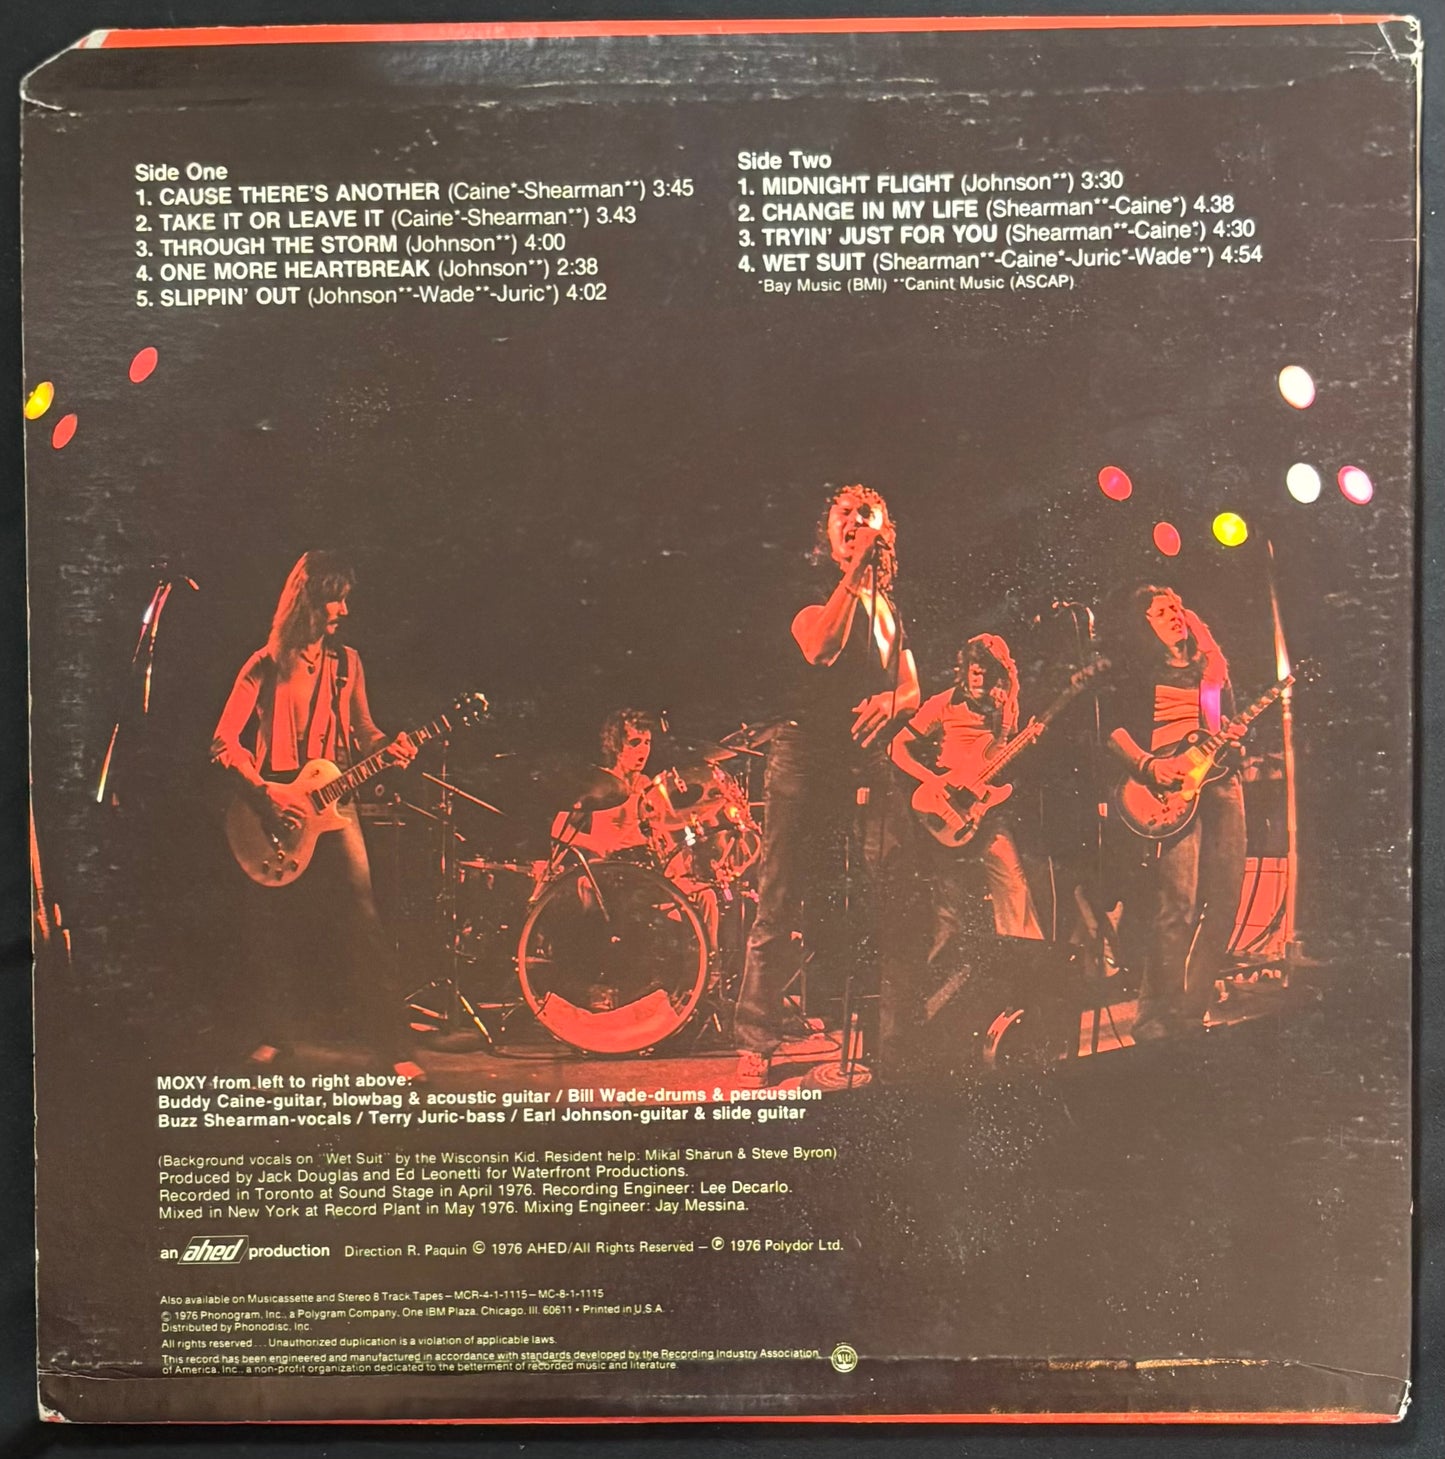 Side One
1. CAUSE THERE'S ANOTHER (Caine*-Shearman**) 3:45
2. TAKE IT OR LEAVE IT (Caine*-Shearman**) 3.43
3. THROUGH THE STORM (Johnson**) 4:00
4. ONE MORE HEARTBREAK (Johnson**) 2:38
5. SLIPPIN' OUT (Johnson**-Wade**-Juric*) 4:02
Side Two
1. MIDNIGHT FLIGHT (Johnson**) 3:30
2. CHANGE IN MY LIFE (Shearman**-Caine*) 4.38
3. TRYIN' JUST FOR YOU (Shearman**-Caine*) 4:30
4. WET SUIT (Shearman**-Caine*-Juric*-Wade**) 4:54
*Bay Music (BMI) **Canint Music (ASCAP)
MOXY from left to right above:
Buddy Caine-guitar, blowbag & acoustic guitar / Bill Wade-drums & percussion
Buzz Shearman-vocals / Terry Juric-bass / Earl Johnson-guitar & slide guitar
(Background vocals on "Wet Suit" by the Wisconsin Kid. Resident help: Mikal Sharun & Steve Byron)
Produced by Jack Douglas and Ed Leonetti for Waterfront Productions.
Recorded in Toronto at Sound Stage in April 1976. Recording Engineer: Lee Decarlo.
Mixed in New York at Record Plant in May 1976. Mixing Engineer: Jay Messina.
an ahed production Direction R. Paquin © 1976 AHED/All Rights Reserved – ℗ 1976 Polydor Ltd.
Also available on Musicassette and Stereo 8 Track Tapes – MCR-4-1-1115 – MC-8-1-1115
© 1976 Phonogram, Inc., a Polygram Company, One IBM Plaza, Chicago, Ill. 60611 • Printed in U.S.A.
Distributed by Phonodisc, Inc.
All rights reserved... Unauthorized duplication is a violation of applicable laws.
This record has been engineered and manufactured in accordance with standards developed by the Recording Industry Association
of America, Inc., a non-profit organization dedicated to the betterment of recorded music and literature.